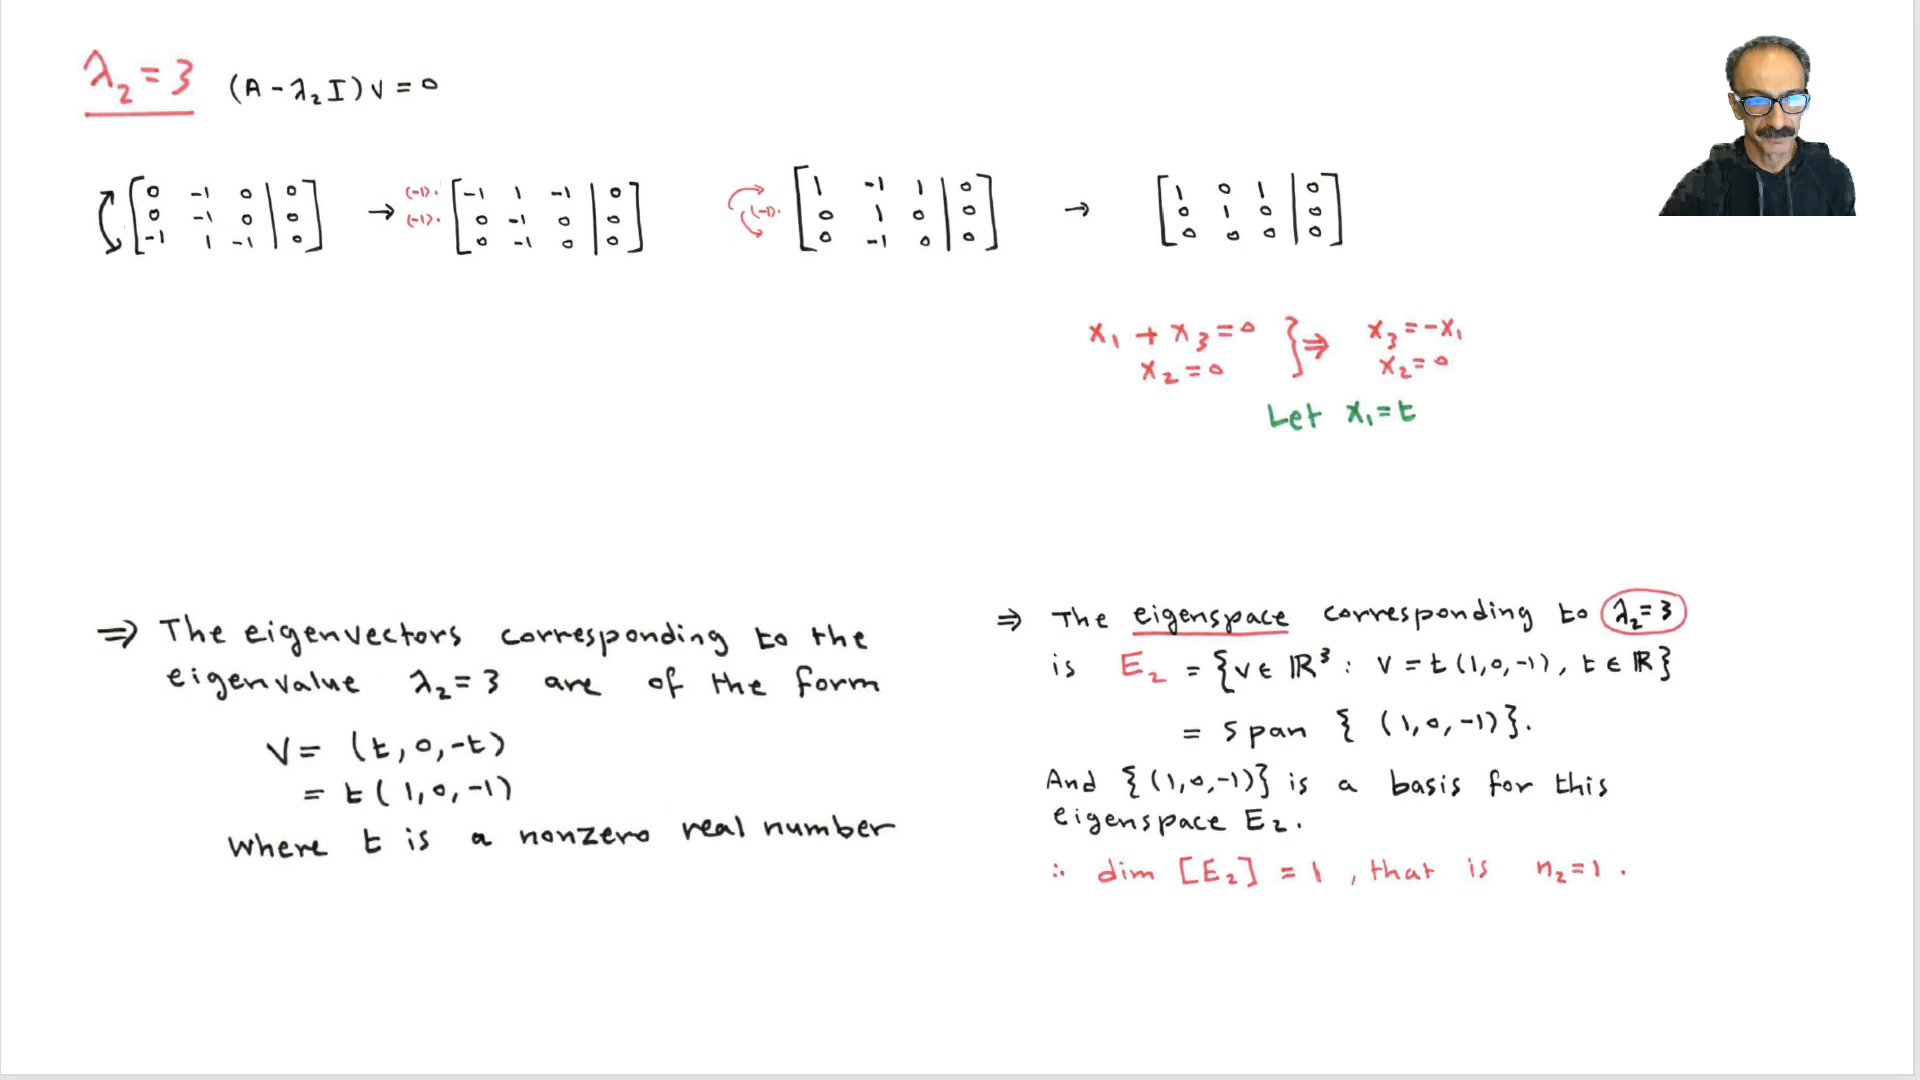 λ₂ = 3 (A - λ₂I)v = 0
[0 -1 0 | 0] → (-1)· [-1 1 -1 | 0] [1 -1 1 | 0] → [1 0 1 | 0]
[0 -1 0 | 0] (-1)· [0 -1 0 | 0] (-1)· [0 1 0 | 0] [0 1 0 | 0]
[-1 1 -1 | 0] [0 -1 0 | 0] [0 -1 0 | 0] [0 0 0 | 0]
x₁ + x₃ = 0 } ⇒ x₃ = -x₁
x₂ = 0 x₂ = 0
Let x₁ = t
⇒ The eigenvectors corresponding to the
eigenvalue λ₂ = 3 are of the form
v = (t, 0, -t)
= t(1, 0, -1)
where t is a nonzero real number
⇒ The eigenspace corresponding to λ₂ = 3
is E₂ = {v ∈ ℝ³ : v = t(1, 0, -1), t ∈ ℝ}
= span { (1, 0, -1)}.
And {(1, 0, -1)} is a basis for this
eigenspace E₂.
∴ dim [E₂] = 1, that is n₂ = 1.